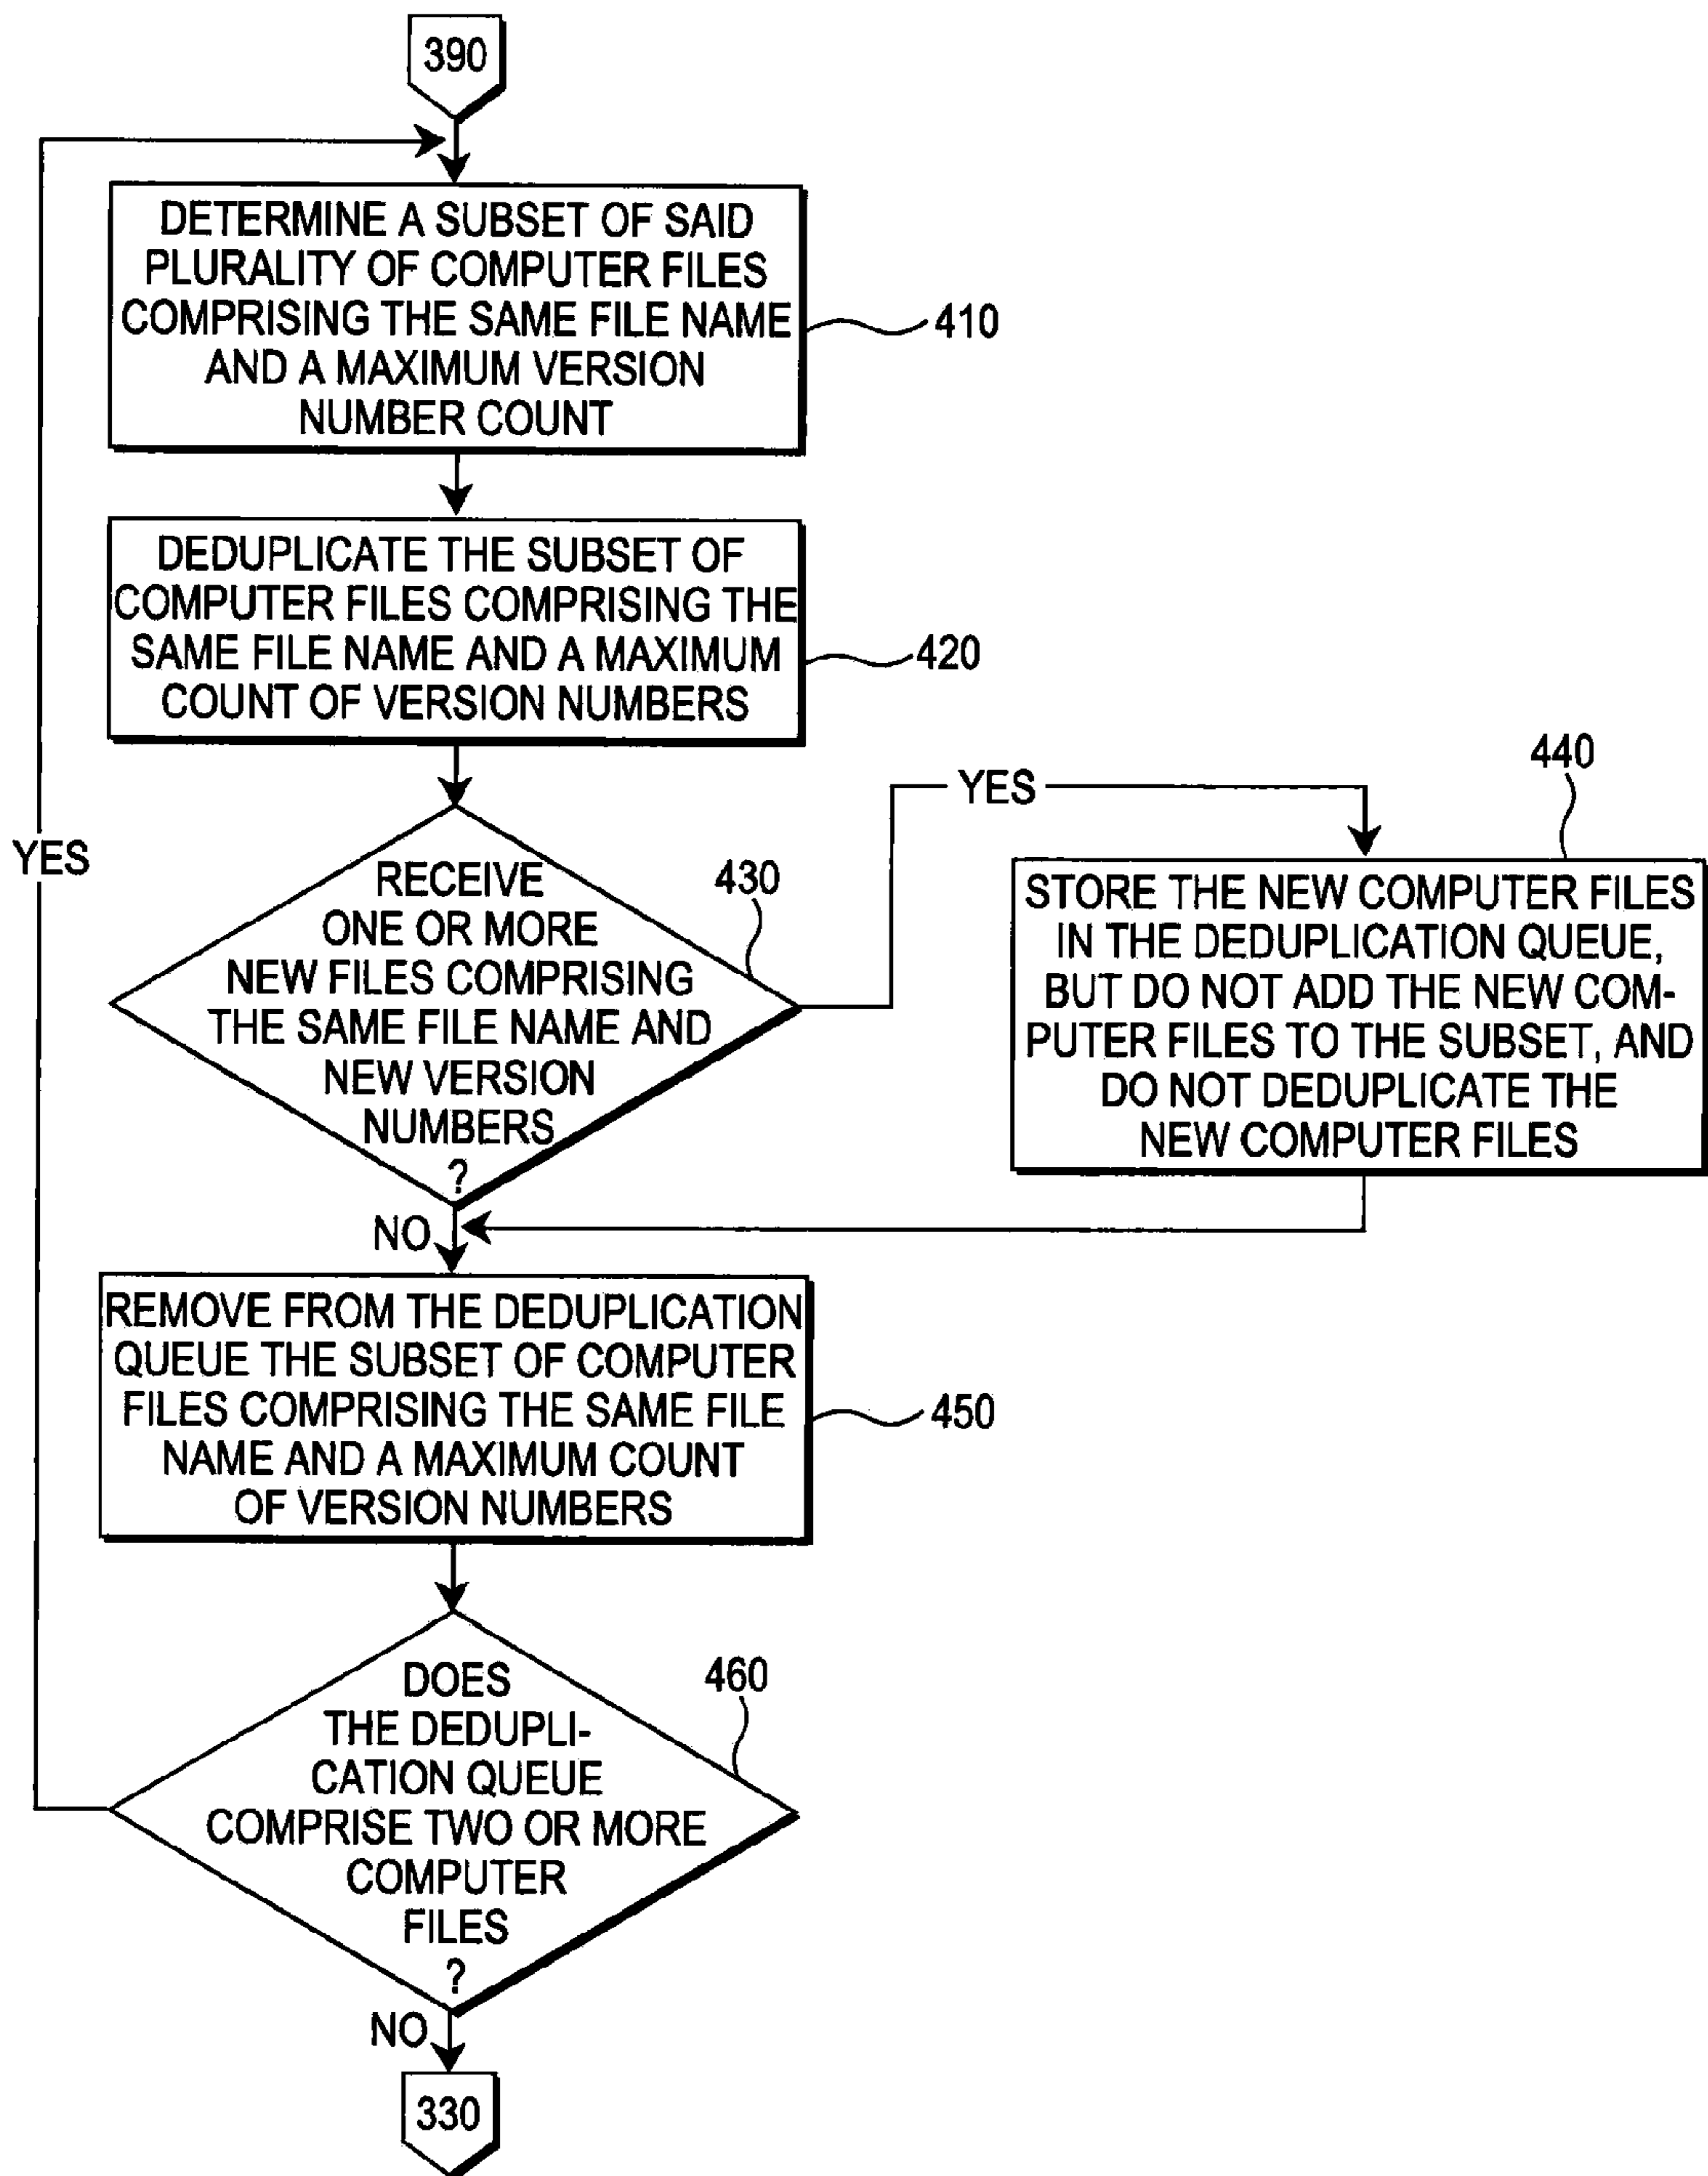 390
DETERMINE A SUBSET OF SAID
PLURALITY OF COMPUTER FILES
COMPRISING THE SAME FILE NAME
AND A MAXIMUM VERSION
NUMBER COUNT
410
DEDUPLICATE THE SUBSET OF
COMPUTER FILES COMPRISING THE
SAME FILE NAME AND A MAXIMUM
COUNT OF VERSION NUMBERS
420
RECEIVE
ONE OR MORE
NEW FILES COMPRISING
THE SAME FILE NAME AND
NEW VERSION
NUMBERS
?
430
YES
440
STORE THE NEW COMPUTER FILES
IN THE DEDUPLICATION QUEUE,
BUT DO NOT ADD THE NEW COM-
PUTER FILES TO THE SUBSET, AND
DO NOT DEDUPLICATE THE
NEW COMPUTER FILES
NO
REMOVE FROM THE DEDUPLICATION
QUEUE THE SUBSET OF COMPUTER
FILES COMPRISING THE SAME FILE
NAME AND A MAXIMUM COUNT
OF VERSION NUMBERS
450
DOES
THE DEDUPLI-
CATION QUEUE
COMPRISE TWO OR MORE
COMPUTER
FILES
?
460
YES
NO
330